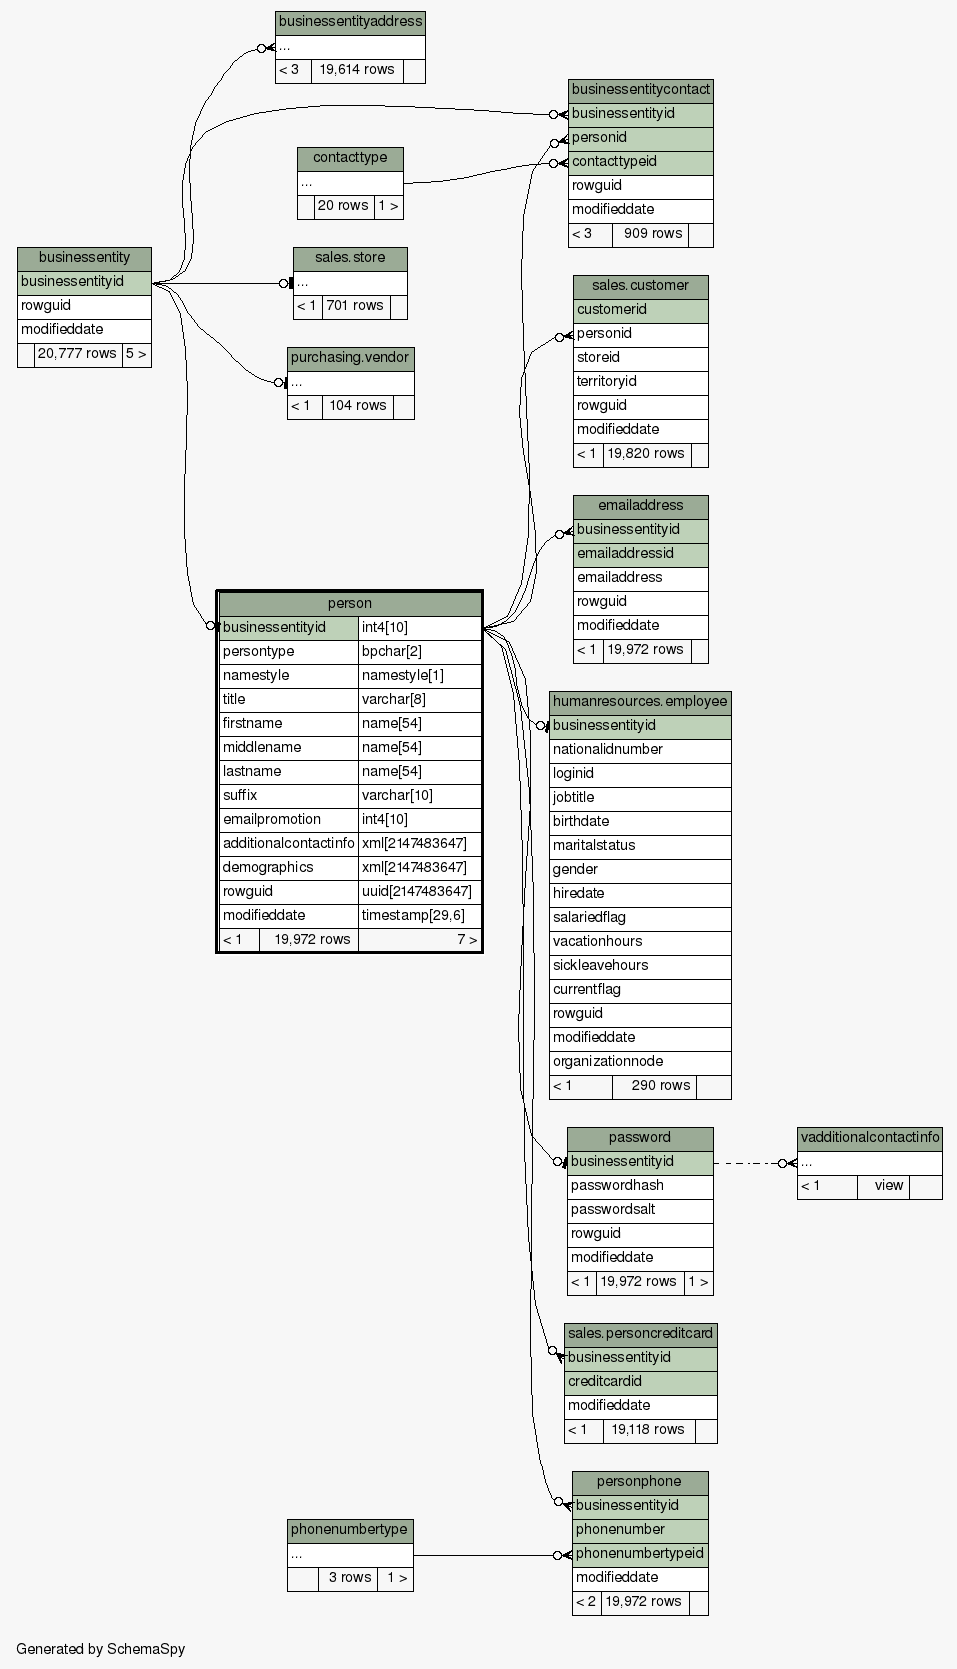 businessentityaddress
...
< 3 19,614 rows
businessentitycontact
businessentityid
personid
contacttypeid
rowguid
modifieddate
< 3 909 rows
contacttype
...
20 rows 1 >
businessentity
businessentityid
rowguid
modifieddate
20,777 rows 5 >
sales.store
...
< 1 701 rows
purchasing.vendor
...
< 1 104 rows
sales.customer
customerid
personid
storeid
territoryid
rowguid
modifieddate
< 1 19,820 rows
emailaddress
businessentityid
emailaddressid
emailaddress
rowguid
modifieddate
< 1 19,972 rows
person
businessentityid int4[10]
persontype bpchar[2]
namestyle namestyle[1]
title varchar[8]
firstname name[54]
middlename name[54]
lastname name[54]
suffix varchar[10]
emailpromotion int4[10]
additionalcontactinfo xml[2147483647]
demographics xml[2147483647]
rowguid uuid[2147483647]
modifieddate timestamp[29,6]
< 1 19,972 rows 7 >
humanresources.employee
businessentityid
nationalidnumber
loginid
jobtitle
birthdate
maritalstatus
gender
hiredate
salariedflag
vacationhours
sickleavehours
currentflag
rowguid
modifieddate
organizationnode
< 1 290 rows
password
businessentityid
passwordhash
passwordsalt
rowguid
modifieddate
< 1 19,972 rows 1 >
vadditionalcontactinfo
...
< 1 view
sales.personcreditcard
businessentityid
creditcardid
modifieddate
< 1 19,118 rows
personphone
businessentityid
phonenumber
phonenumbertypeid
modifieddate
< 2 19,972 rows
phonenumbertype
...
3 rows 1 >
Generated by SchemaSpy